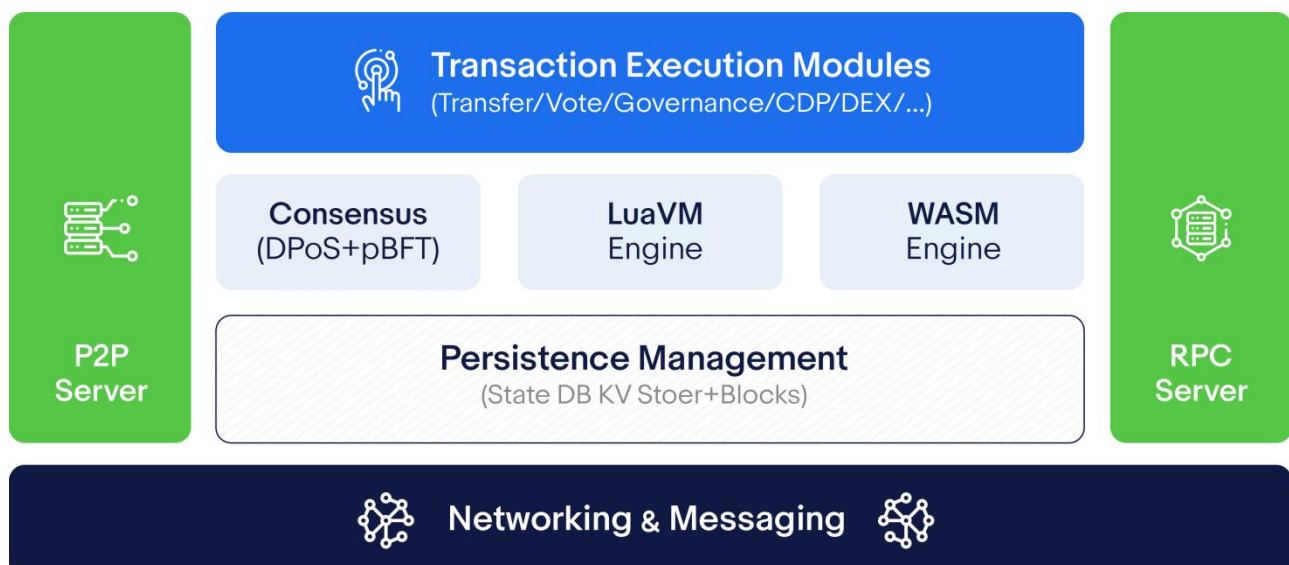 Transaction Execution Modules
(Transfer/Vote/Governance/CDP/DEX/...)
Consensus
(DPoS+pBFT)
LuaVM
Engine
WASM
Engine
P2P
Server
Persistence Management
(State DB KV Stoer+Blocks)
RPC
Server
Networking & Messaging